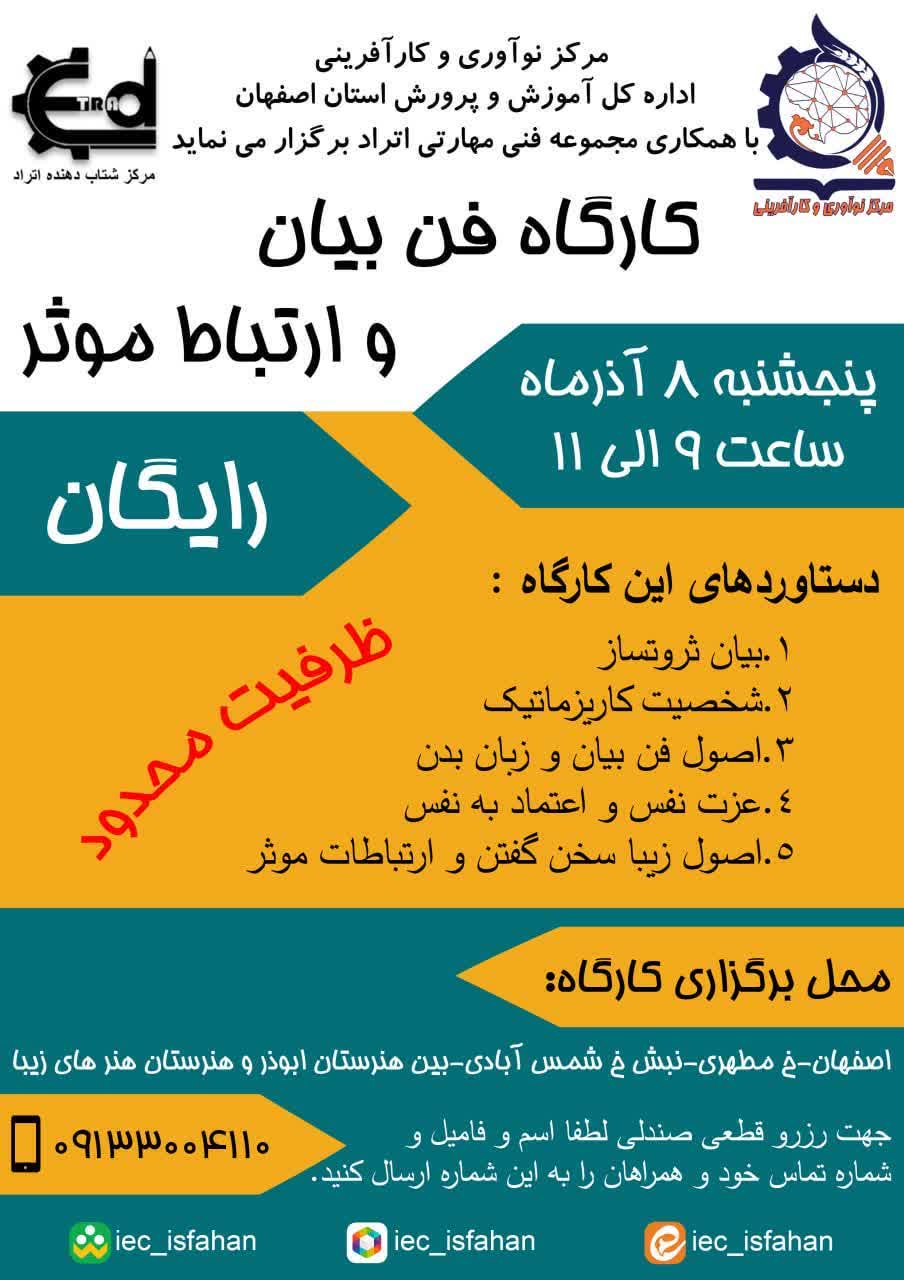 مرکز نوآوری و کارآفرینی
اداره کل آموزش و پرورش استان اصفهان
با همکاری مجموعه فنی مهارتی اتراد برگزار می نماید
TRA
مرکز شتاب دهنده اتراد
مرکز نوآوری و کارآفرینی
کارگاه فن بیان
و ارتباط موثر
پنجشنبه ۸ آذرماه
ساعت ۹ الی ۱۱
رایگان
دستاوردهای این کارگاه :
۱.بیان ثروتساز
۲.شخصیت کاریزماتیک
۳.اصول فن بیان و زبان بدن
۴.عزت نفس و اعتماد به نفس
۵.اصول زیبا سخن گفتن و ارتباطات موثر
ظرفیت محدود
محل برگزاری کارگاه:
اصفهان-خ مطهری-نبش خ شمس آبادی-بین هنرستان ابوذر و هنرستان هنر های زیبا
جهت رزرو قطعی صندلی لطفا اسم و فامیل و
شماره تماس خود و همراهان را به این شماره ارسال کنید.
۰۹۱۳۳۰۰۴۱۱۰
iec_isfahan
iec_isfahan
iec_isfahan